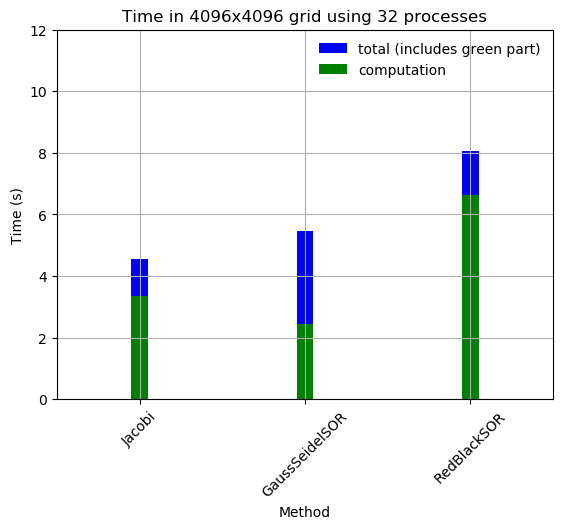 Time in 4096x4096 grid using 32 processes
total (includes green part)
computation
Time (s)
12
10
8
6
4
2
0
Jacobi
GaussSeidelSOR
RedBlackSOR
Method